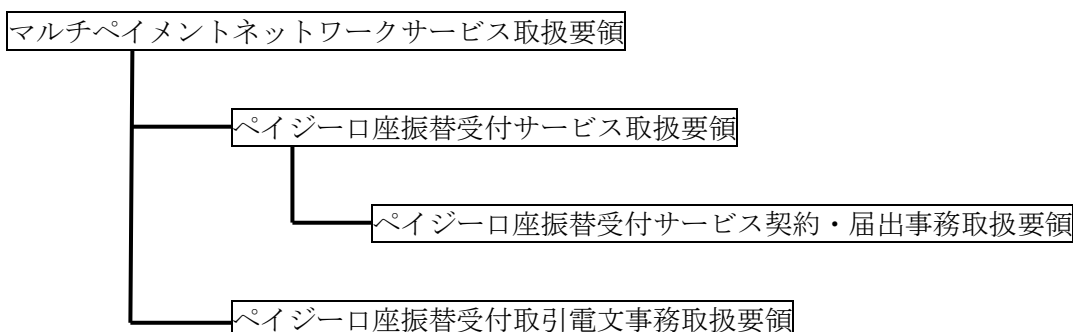 マルチペイメントネットワークサービス取扱要領
ペイジー口座振替受付サービス取扱要領
ペイジー口座振替受付サービス契約・届出事務取扱要領
ペイジー口座振替受付取引電文事務取扱要領